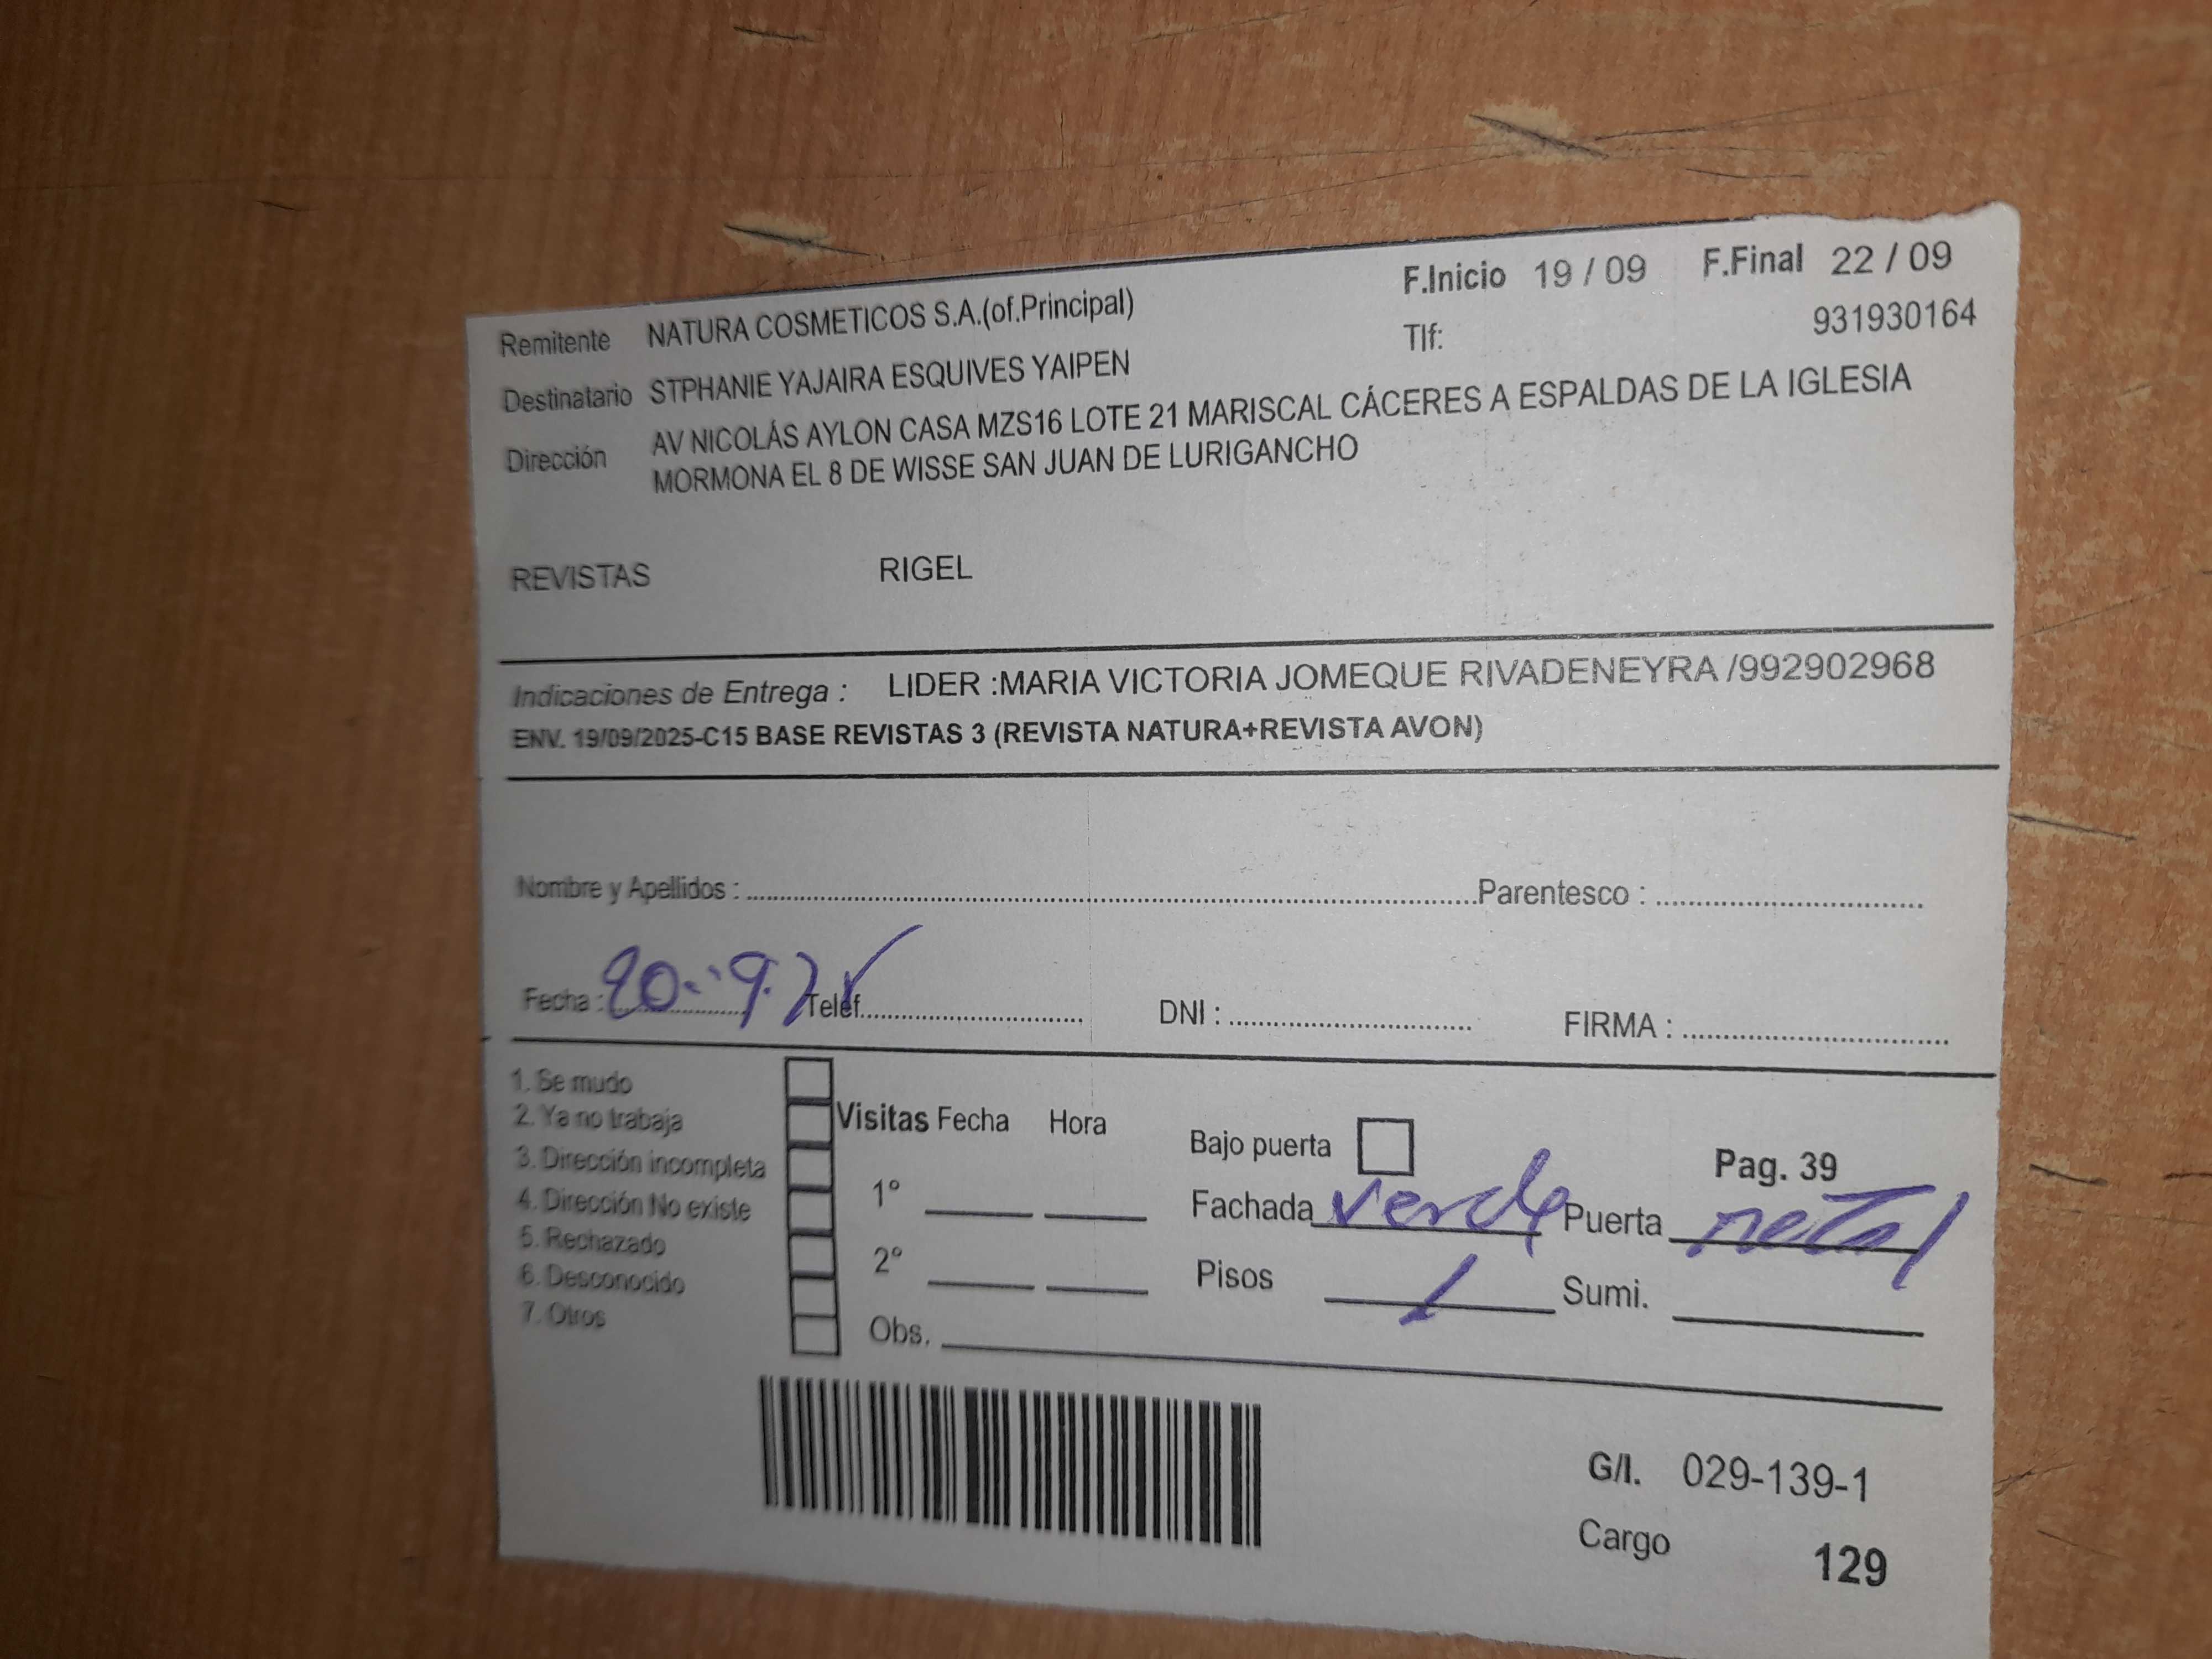 F.Inicio 19 / 09 F.Final 22 / 09
Remitente NATURA COSMETICOS S.A.(of.Principal) Tlf: 931930164
Destinatario STPHANIE YAJAIRA ESQUIVES YAIPEN
Dirección AV NICOLÁS AYLON CASA MZS16 LOTE 21 MARISCAL CÁCERES A ESPALDAS DE LA IGLESIA
MORMONA EL 8 DE WISSE SAN JUAN DE LURIGANCHO
REVISTAS RIGEL
Indicaciones de Entrega : LIDER :MARIA VICTORIA JOMEQUE RIVADENEYRA /992902968
ENV. 19/09/2025-C15 BASE REVISTAS 3 (REVISTA NATURA+REVISTA AVON)
Nombre y Apellidos : Parentesco :
Fecha : Telef. DNI : FIRMA :
1. Se mudo
2. Ya no trabaja
3. Dirección incompleta
4. Dirección No existe
5. Rechazado
6. Desconocido
7. Otros
Visitas Fecha Hora
1°
2°
Obs.
Bajo puerta Pag. 39
Fachada verde Puerta metal
Pisos 1 Sumi.
G/I. 029-139-1
Cargo 129